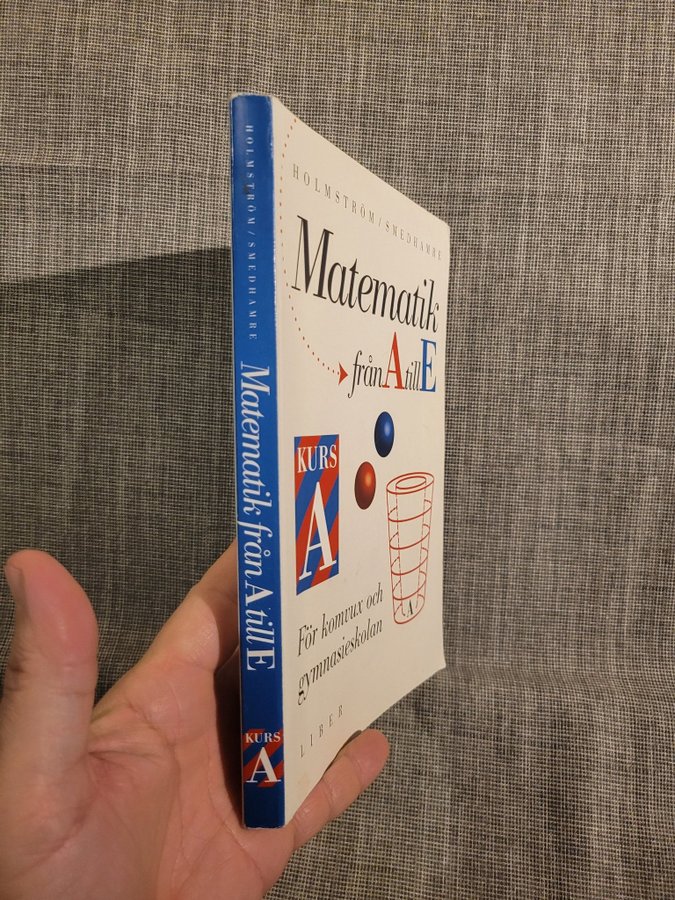 HOLMSTRÖM/SMEDHAMRE
Matematik från A till E
KURS
A
HOLMSTRÖM/SMEDHAMRE
Matematik
från A till E
KURS
A
A
För komvux och
gymnasieskolan
LIBER